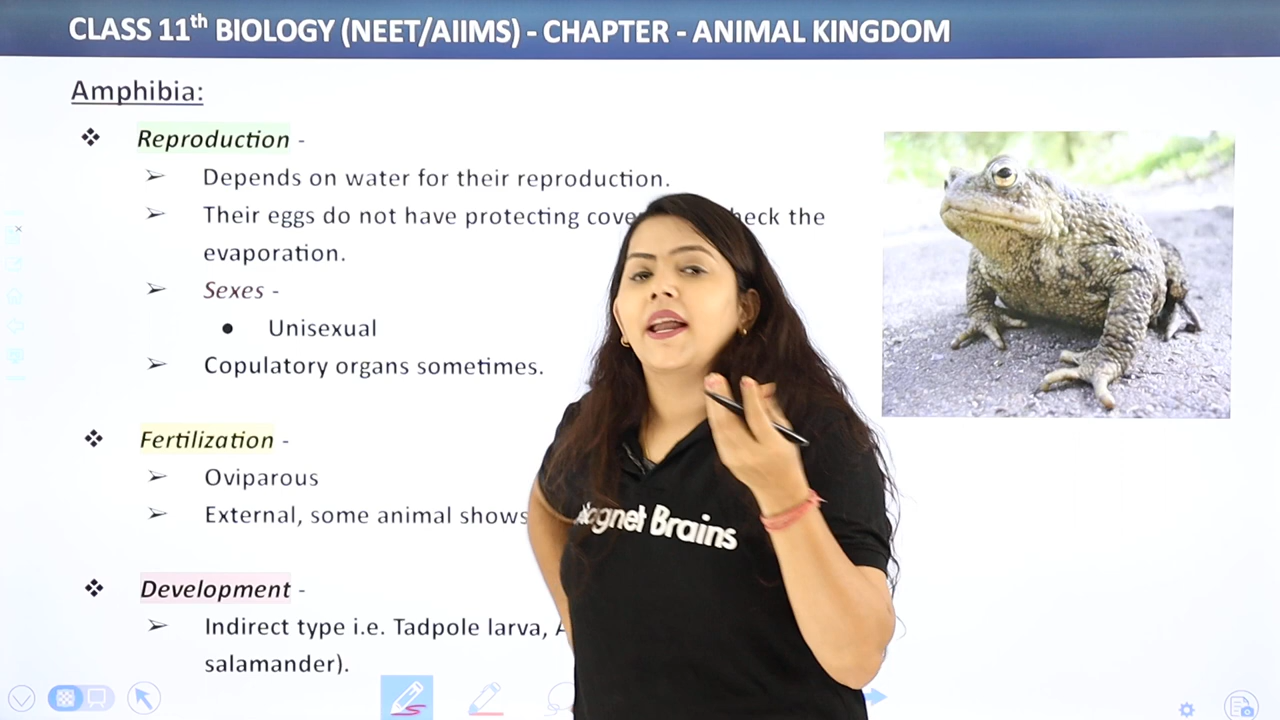 CLASS 11th BIOLOGY (NEET/AIIMS) - CHAPTER - ANIMAL KINGDOM
Amphibia:
❖ Reproduction -
➢ Depends on water for their reproduction.
➢ Their eggs do not have protecting heck the
evaporation.
➢ Sexes -
● Unisexual
➢ Copulatory organs sometimes.
❖ Fertilization -
➢ Oviparous
➢ External, some animal shows
❖ Development -
➢ Indirect type i.e. Tadpole larva,
salamander).
Magnet Brains